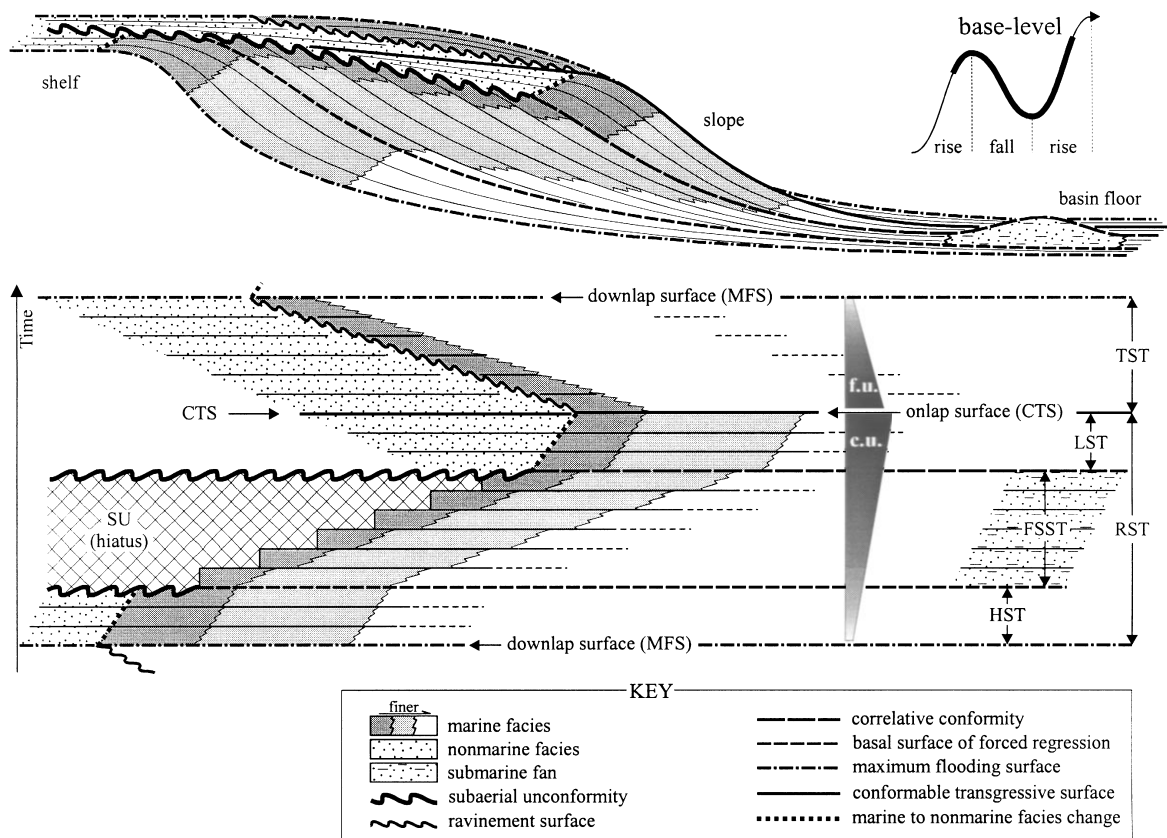 base-level
shelf
slope
rise
fall
rise
basin floor
Time
downlap surface (MFS)
TST
f.u.
CTS
onlap surface (CTS)
c.u.
LST
SU
(hiatus)
FSST
RST
HST
downlap surface (MFS)
KEY
finer
marine facies
nonmarine facies
submarine fan
subaerial unconformity
ravinement surface
correlative conformity
basal surface of forced regression
maximum flooding surface
conformable transgressive surface
marine to nonmarine facies change